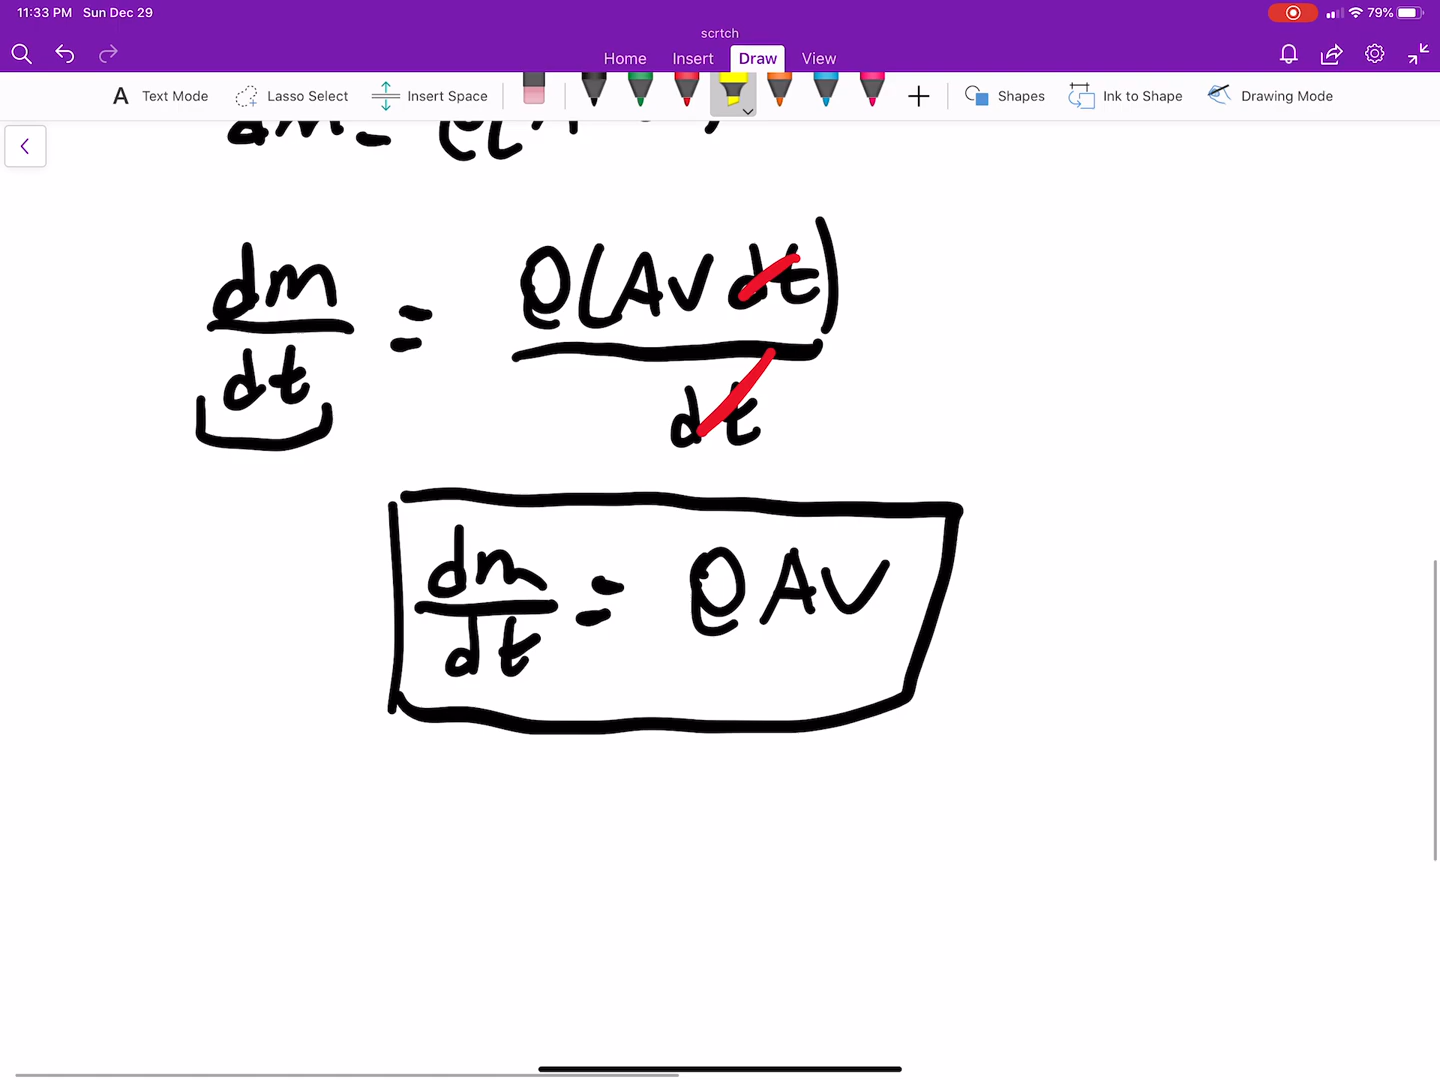 11:33 PM Sun Dec 29
79%
scrtch
Home Insert Draw View
A Text Mode Lasso Select Insert Space Shapes Ink to Shape Drawing Mode
dm =
dm/dt = ρ(AV dt)/dt
dm/dt = ρAV